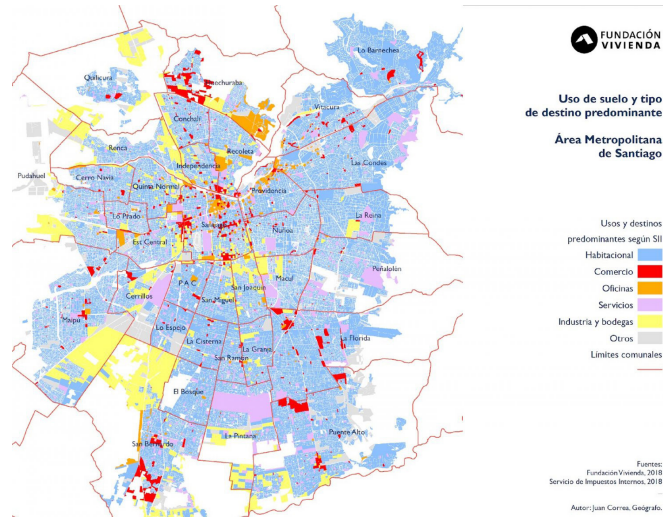 FUNDACIÓN
VIVIENDA
Uso de suelo y tipo
de destino predominante
Área Metropolitana
de Santiago
Usos y destinos
predominantes según SII
Habitacional
Comercio
Oficinas
Servicios
Industria y bodegas
Otros
Límites comunales
Fuentes:
Fundación Vivienda, 2018
Servicio de Impuestos Internos, 2018
Autor: Juan Correa, Geógrafo.
Lo Barnechea
Quilicura
Huechuraba
Vitacura
Conchalí
Renca
Recoleta
Las Condes
Independencia
Pudahuel
Cerro Navia
Quinta Normal
Providencia
Lo Prado
La Reina
Santiago
Ñuñoa
Est Central
Peñalolén
Macul
P A C
San Joaquín
Cerrillos
San Miguel
Maipú
Lo Espejo
La Cisterna
La Granja
La Florida
San Ramón
El Bosque
La Pintana
Puente Alto
San Bernardo